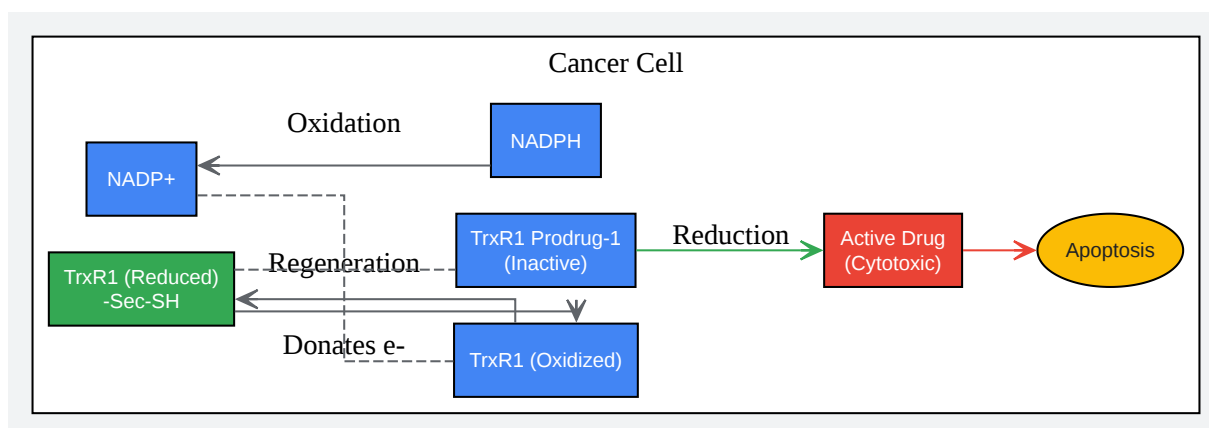 Cancer Cell
Oxidation
NADPH
NADP+
TrxR1 Prodrug-1
(Inactive)
Reduction
Active Drug
(Cytotoxic)
Apoptosis
TrxR1 (Reduced)
-Sec-SH
Regeneration
Donates e-
TrxR1 (Oxidized)